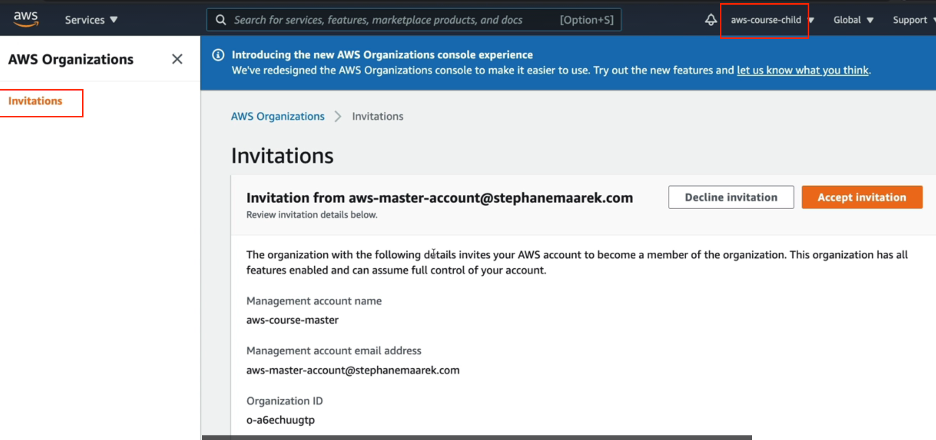 aws
Services
Search for services, features, marketplace products, and docs
[Option+S]
aws-course-child
Global
Support
AWS Organizations
Invitations
Introducing the new AWS Organizations console experience
We've redesigned the AWS Organizations console to make it easier to use. Try out the new features and let us know what you think.
AWS Organizations
Invitations
Invitations
Invitation from aws-master-account@stephanemaarek.com
Review invitation details below.
Decline invitation
Accept invitation
The organization with the following details invites your AWS account to become a member of the organization. This organization has all
features enabled and can assume full control of your account.
Management account name
aws-course-master
Management account email address
aws-master-account@stephanemaarek.com
Organization ID
o-a6echuugtp